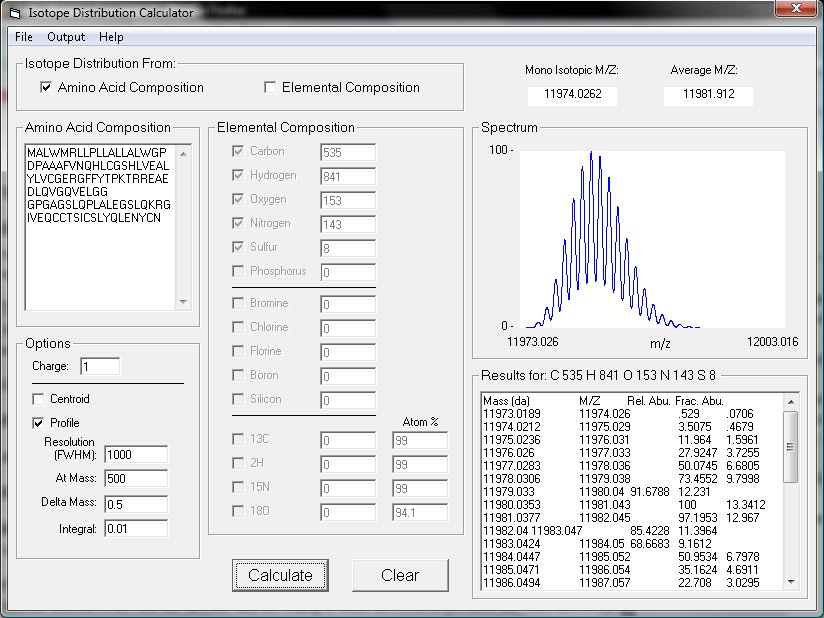 Isotope Distribution Calculator
File Output Help
Isotope Distribution From:
Amino Acid Composition
Elemental Composition
Mono Isotopic M/Z:
11974.0262
Average M/Z:
11981.912
Amino Acid Composition
MALWMRLLPLLALLALWGP
DPAAAFVNQHLCGSHLVEAL
YLVCGERGFFYTPKTRREAE
DLQVGQVELGG
GPGAGSLQPLALEGSLQKRG
IVEQCCTSICSLYQLENYCN
Options
Charge: 1
Centroid
Profile
Resolution
(FWHM): 1000
At Mass: 500
Delta Mass: 0.5
Integral: 0.01
Elemental Composition
Carbon 535
Hydrogen 841
Oxygen 153
Nitrogen 143
Sulfur 8
Phosphorus 0
Bromine 0
Chlorine 0
Florine 0
Boron 0
Silicon 0
Atom %
13C 0 99
2H 0 99
15N 0 99
18O 0 94.1
Calculate
Clear
Spectrum
100 -
0 -
11973.026 m/z 12003.016
Results for: C 535 H 841 O 153 N 143 S 8
Mass (da) M/Z Rel. Abu. Frac. Abu.
11973.0189 11974.026 .529 .0706
11974.0212 11975.029 3.5075 .4679
11975.0236 11976.031 11.964 1.5961
11976.026 11977.033 27.9247 3.7255
11977.0283 11978.036 50.0745 6.6805
11978.0306 11979.038 73.4552 9.7998
11979.033 11980.04 91.6788 12.231
11980.0353 11981.043 100 13.3412
11981.0377 11982.045 97.1953 12.967
11982.04 11983.047 85.4228 11.3964
11983.0424 11984.05 68.6683 9.1612
11984.0447 11985.052 50.9534 6.7978
11985.0471 11986.054 35.1624 4.6911
11986.0494 11987.057 22.708 3.0295